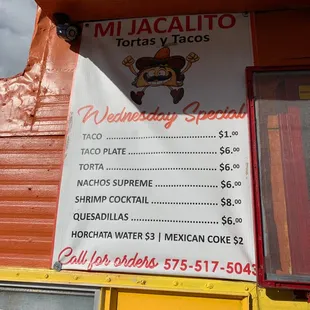 MI JACALITO
Tortas y Tacos
Wednesday Special
TACO $1.00
TACO PLATE $6.00
TORTA $6.00
NACHOS SUPREME $6.00
SHRIMP COCKTAIL $8.00
QUESADILLAS $6.00
HORCHATA WATER $3 | MEXICAN COKE $2
Call for orders 575-517-5043